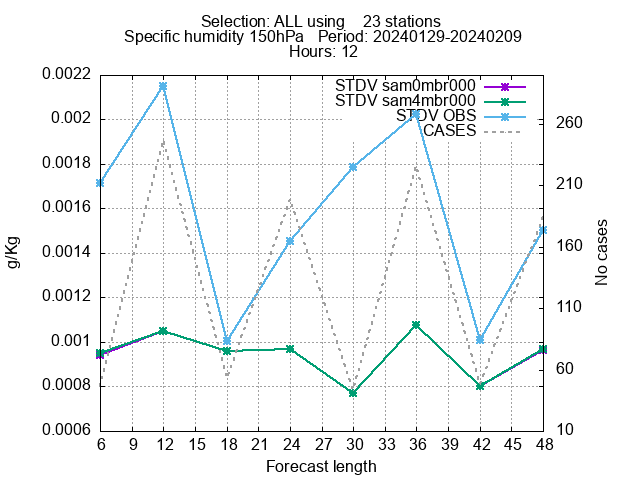 Selection: ALL using    23 stations
Specific humidity 150hPa   Period: 20240129-20240209
Hours: 12
STDV sam0mbr000
STDV sam4mbr000
STDV OBS
CASES
g/Kg
0.0022
0.002
0.0018
0.0016
0.0014
0.0012
0.001
0.0008
0.0006
260
210
160
110
60
10
No cases
6 9 12 15 18 21 24 27 30 33 36 39 42 45 48
Forecast length